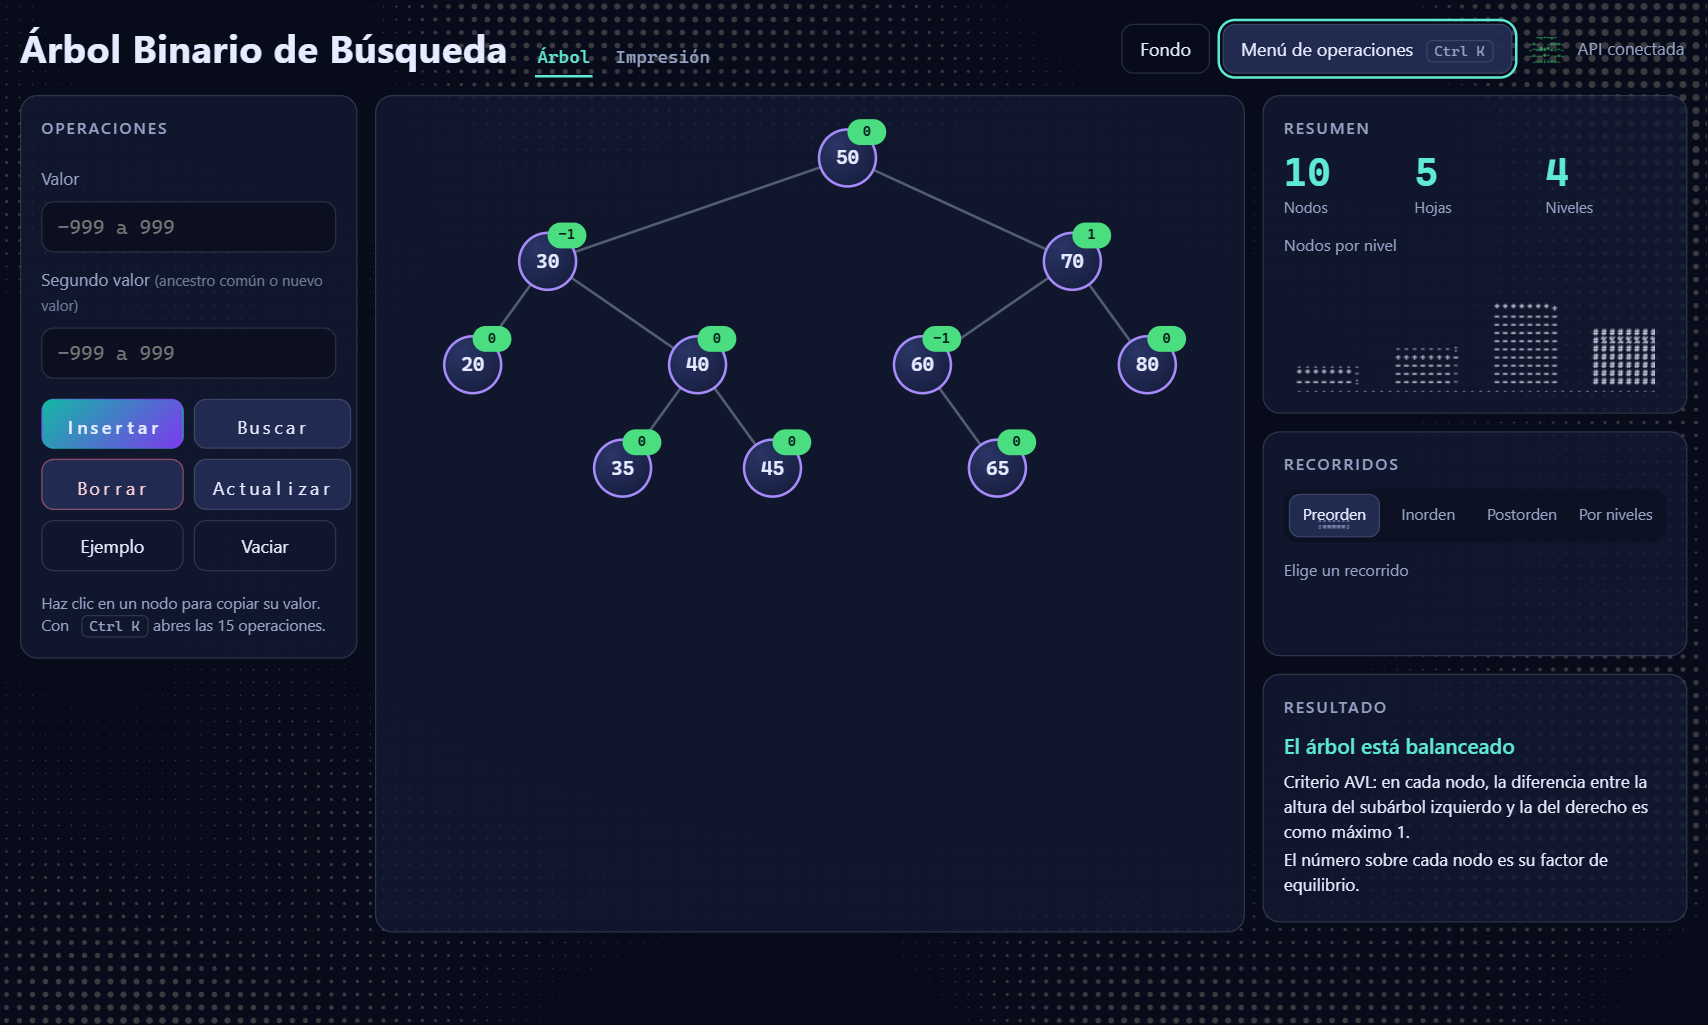 Árbol Binario de Búsqueda
Árbol
Impresión
Fondo
Menú de operaciones Ctrl K
API conectada
OPERACIONES
Valor
-999 a 999
Segundo valor (ancestro común o nuevo
valor)
-999 a 999
Insertar
Buscar
Borrar
Actualizar
Ejemplo
Vaciar
Haz clic en un nodo para copiar su valor.
Con Ctrl K abres las 15 operaciones.
0
50
-1
30
1
70
0
20
0
40
-1
60
0
80
0
35
0
45
0
65
RESUMEN
10
5
4
Nodos
Hojas
Niveles
Nodos por nivel
RECORRIDOS
Preorden
Inorden
Postorden
Por niveles
Elige un recorrido
RESULTADO
El árbol está balanceado
Criterio AVL: en cada nodo, la diferencia entre la
altura del subárbol izquierdo y la del derecho es
como máximo 1.
El número sobre cada nodo es su factor de
equilibrio.